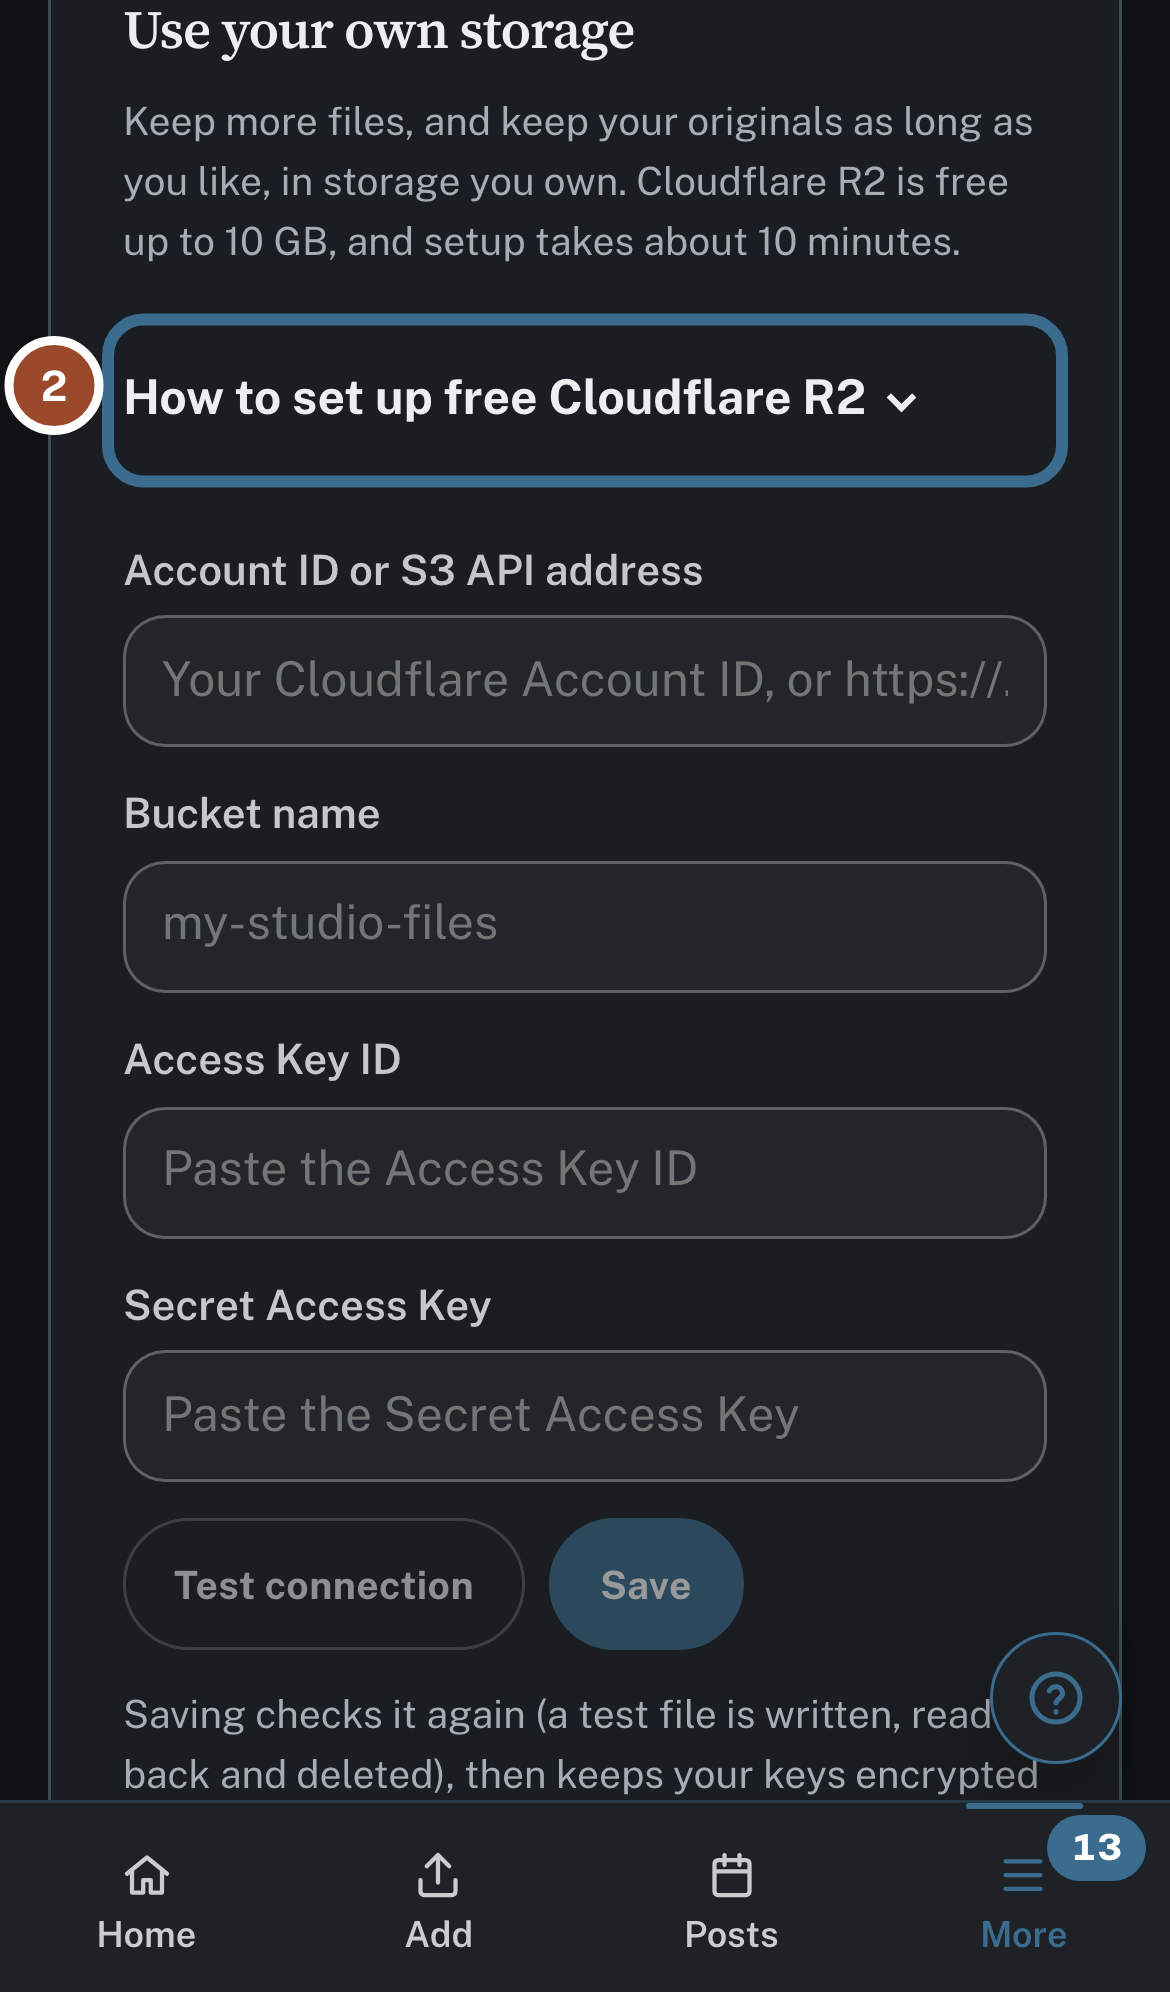 Use your own storage
Keep more files, and keep your originals as long as
you like, in storage you own. Cloudflare R2 is free
up to 10 GB, and setup takes about 10 minutes.
2
How to set up free Cloudflare R2
Account ID or S3 API address
Your Cloudflare Account ID, or https://.
Bucket name
my-studio-files
Access Key ID
Paste the Access Key ID
Secret Access Key
Paste the Secret Access Key
Test connection
Save
Saving checks it again (a test file is written, read
back and deleted), then keeps your keys encrypted
13
Home
Add
Posts
More